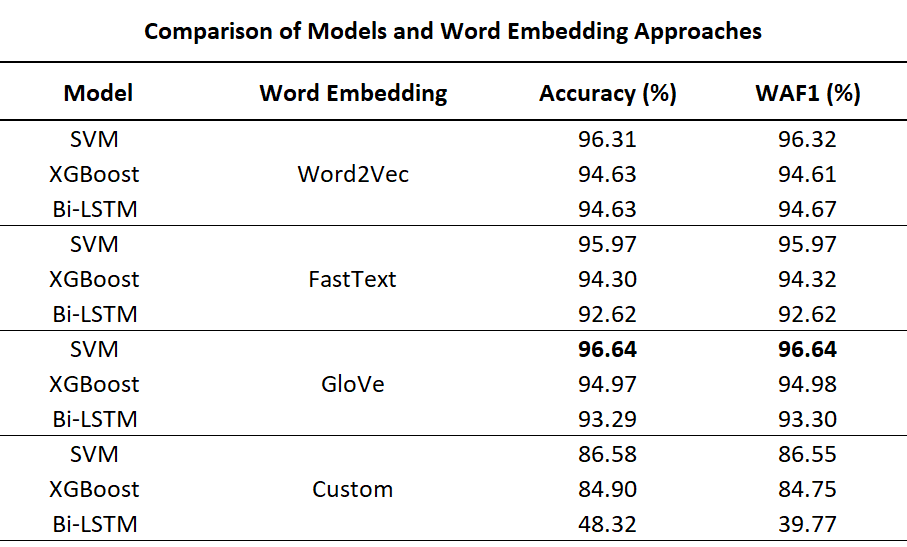 Comparison of Models and Word Embedding Approaches
Model Word Embedding Accuracy (%) WAF1 (%)
SVM 96.31 96.32
XGBoost Word2Vec 94.63 94.61
Bi-LSTM 94.63 94.67
SVM 95.97 95.97
XGBoost FastText 94.30 94.32
Bi-LSTM 92.62 92.62
SVM 96.64 96.64
XGBoost GloVe 94.97 94.98
Bi-LSTM 93.29 93.30
SVM 86.58 86.55
XGBoost Custom 84.90 84.75
Bi-LSTM 48.32 39.77